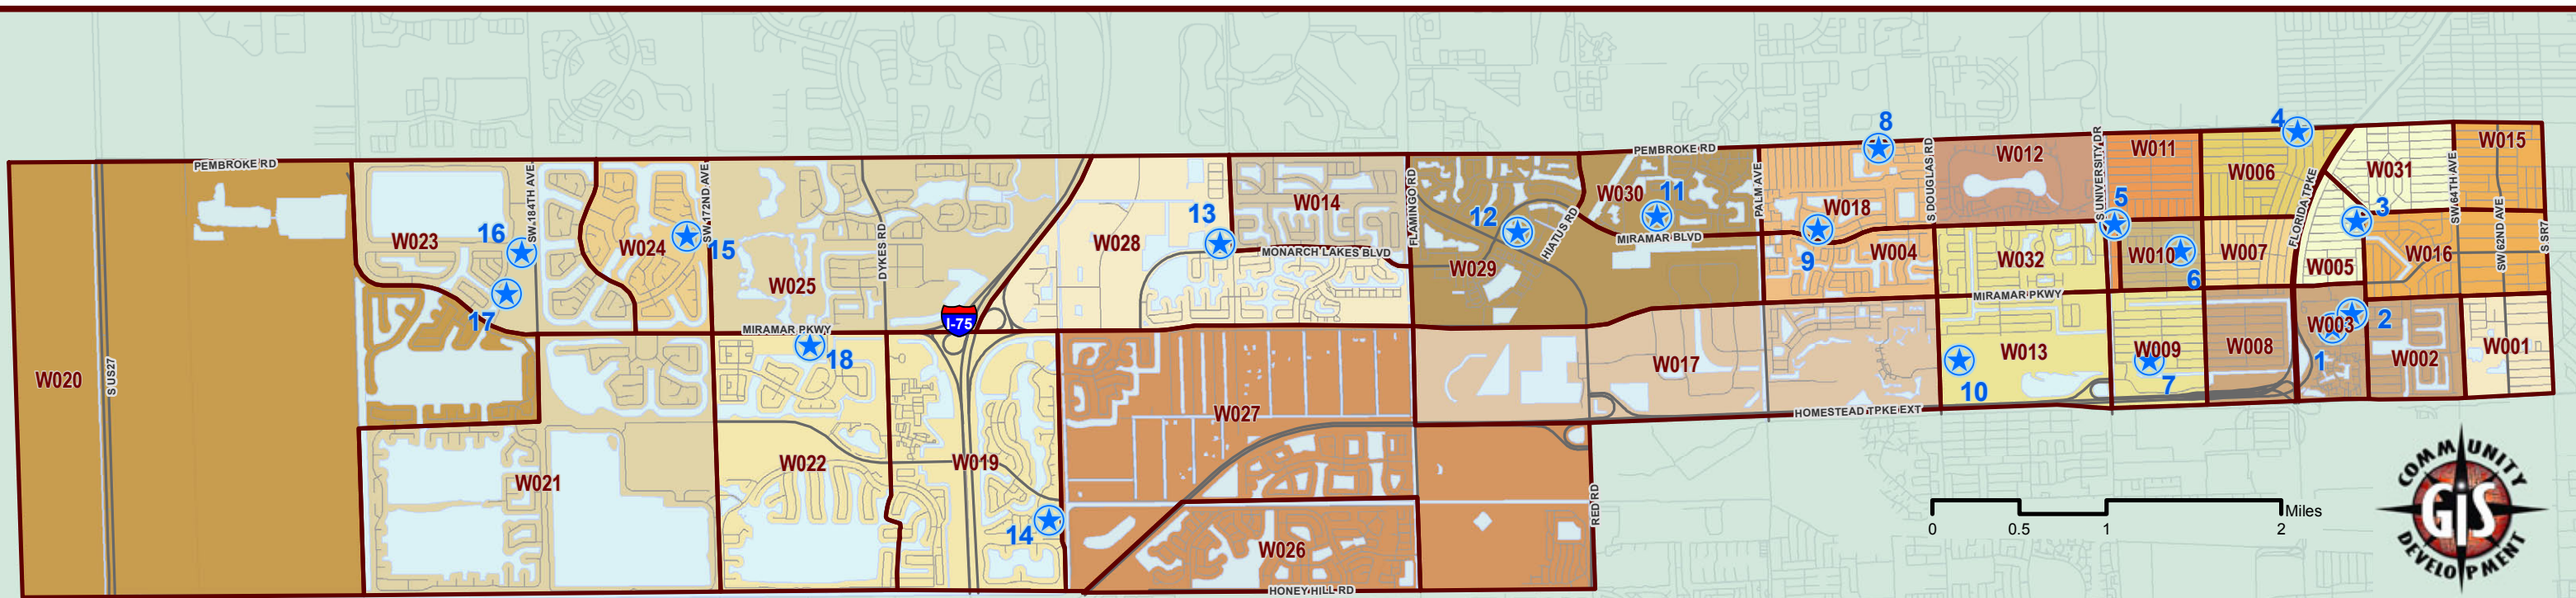 PEMBROKE RD
S US27
W020
W023
16
17
SW 184TH AVE
W024
15
SW 172ND AVE
W021
W025
DYKES RD
MIRAMAR PKWY
18
W022
I-75
W019
14
W028
13
W014
MONARCH LAKES BLVD
W027
W026
HONEY HILL RD
FLAMINGO RD
12
W029
HIATUS RD
PEMBROKE RD
W030
11
MIRAMAR BLVD
PALM AVE
W017
RED RD
HOMESTEAD TPKE EXT
8
W018
9
W004
S DOUGLAS RD
W012
W032
MIRAMAR PKWY
W013
10
S UNIVERSITY DR
5
W011
W010
6
W009
7
W006
4
W007
W008
FLORIDA TPKE
W031
3
W005
W003
2
1
SW 64TH AVE
W015
W016
SW 62ND AVE
S SR7
W002
W001
0
0.5
1
2
Miles
COMMUNITY
GIS
DEVELOPMENT